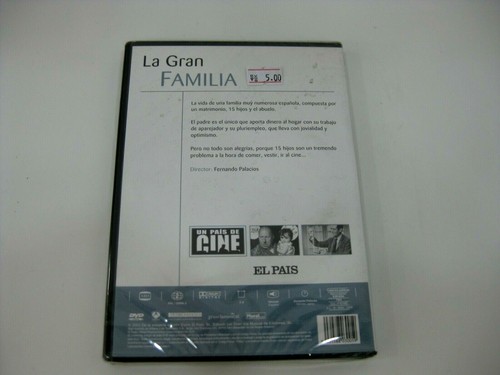 La Gran
FAMILIA
5.00
La vida de una familia muy numerosa española, compuesta por
un matrimonio, 15 hijos y el abuelo.
El padre es el único que aporta dinero al hogar con su trabajo
de aparejador y su pluriempleo, que lleva con jovialidad y
optimismo.
Pero no todo son alegrías, porque 15 hijos son un tremendo
problema a la hora de comer, vestir, ir al cine...
Director: Fernando Palacios
UN PAÍS DE
CINE
EL PAIS
DVD